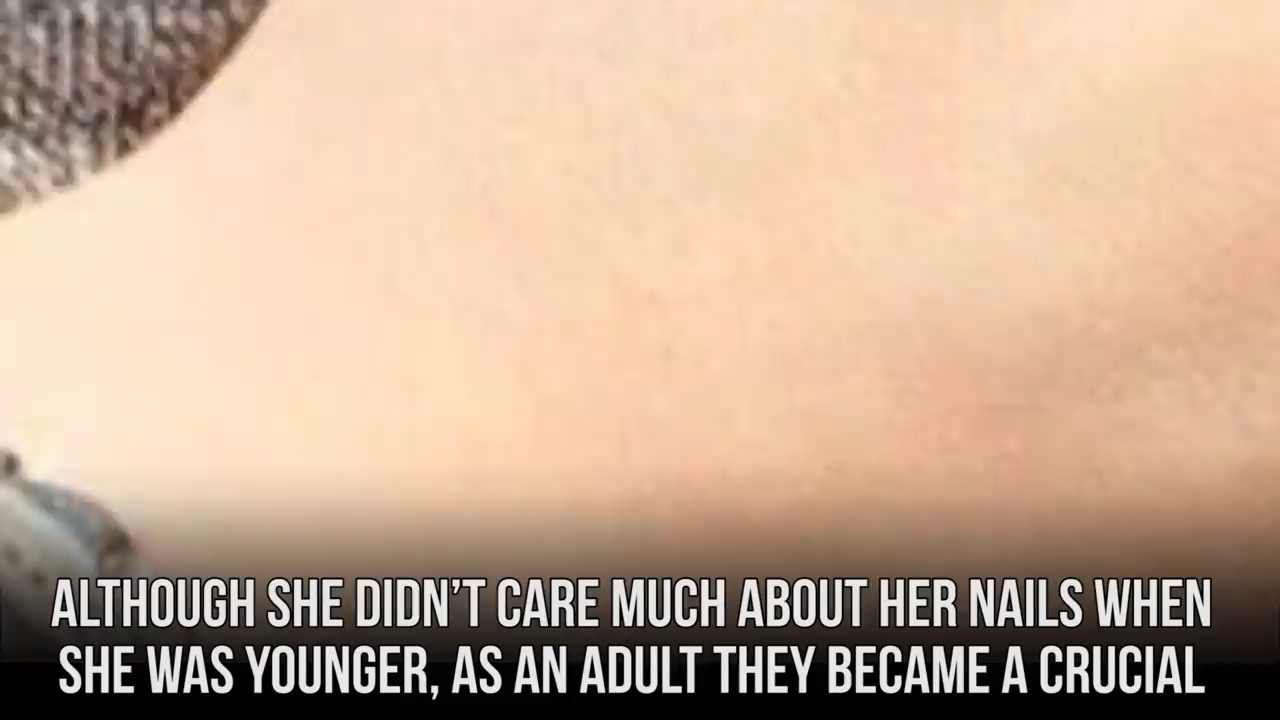 ALTHOUGH SHE DIDN’T CARE MUCH ABOUT HER NAILS WHEN
SHE WAS YOUNGER, AS AN ADULT THEY BECAME A CRUCIAL